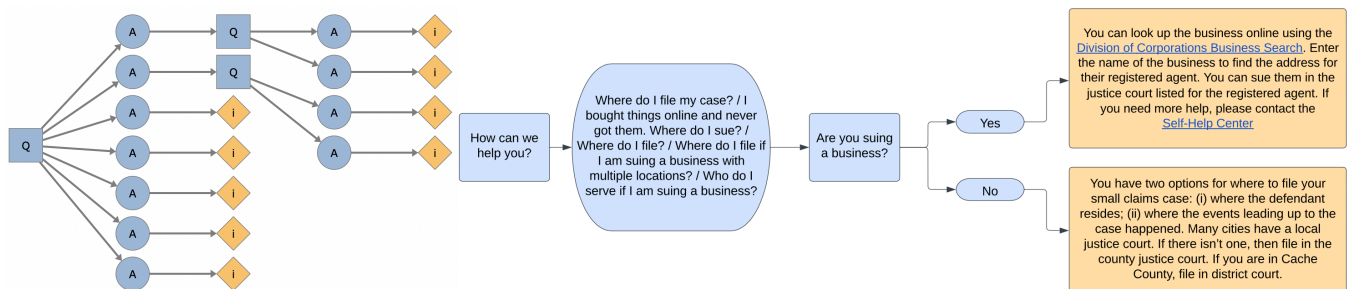 A
Q
A
i
A
Q
A
i
A
i
A
i
Q
A
i
A
i
A
i
A
i
A
i
How can we
help you?
Where do I file my case? / I
bought things online and never
got them. Where do I sue? /
Where do I file? / Where do I file if
I am suing a business with
multiple locations? / Who do I
serve if I am suing a business?
Are you suing
a business?
Yes
You can look up the business online using the
Division of Corporations Business Search. Enter
the name of the business to find the address for
their registered agent. You can sue them in the
justice court listed for the registered agent. If
you need more help, please contact the
Self-Help Center
No
You have two options for where to file your
small claims case: (i) where the defendant
resides; (ii) where the events leading up to the
case happened. Many cities have a local
justice court. If there isn't one, then file in the
county justice court. If you are in Cache
County, file in district court.